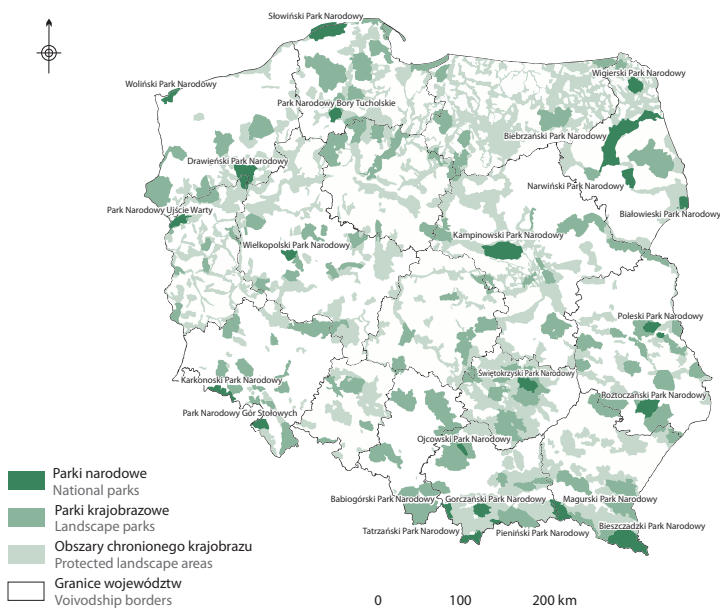 Słowiński Park Narodowy
Wigierski Park Narodowy
Woliński Park Narodowy
Park Narodowy Bory Tucholskie
Biebrzański Park Narodowy
Drawieński Park Narodowy
Narwiński Park Narodowy
Park Narodowy Ujście Warty
Białowieski Park Narodowy
Kampinowski Park Narodowy
Wielkopolski Park Narodowy
Poleski Park Narodowy
Świętokrzyski Park Narodowy
Karkonoski Park Narodowy
Roztoczański Park Narodowy
Park Narodowy Gór Stołowych
Ojcowski Park Narodowy
Babiogórski Park Narodowy
Gorczański Park Narodowy
Magurski Park Narodowy
Tatrzański Park Narodowy
Pieniński Park Narodowy
Bieszczadzki Park Narodowy
Parki narodowe
National parks
Parki krajobrazowe
Landscape parks
Obszary chronionego krajobrazu
Protected landscape areas
Granice województw
Voivodship borders
0 100 200 km